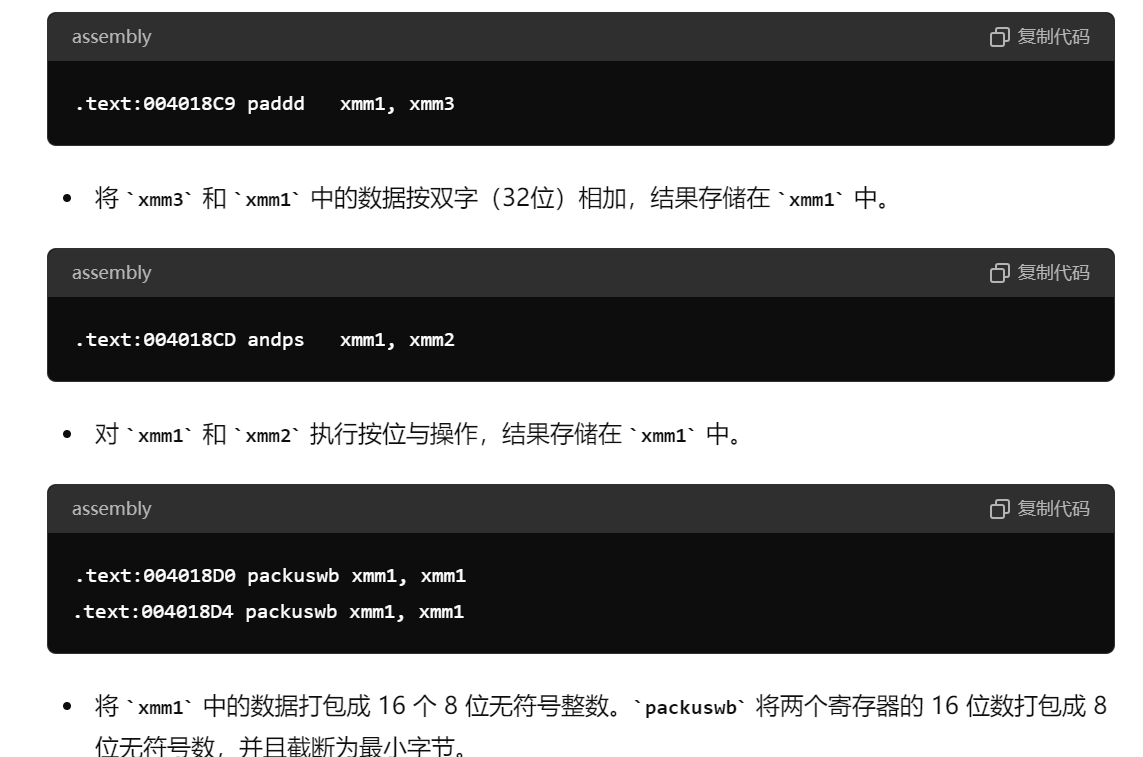 assembly 复制代码
.text:004018C9 paddd   xmm1, xmm3
• 将 `xmm3` 和 `xmm1` 中的数据按双字（32位）相加，结果存储在 `xmm1` 中。
assembly 复制代码
.text:004018CD andps   xmm1, xmm2
• 对 `xmm1` 和 `xmm2` 执行按位与操作，结果存储在 `xmm1` 中。
assembly 复制代码
.text:004018D0 packuswb xmm1, xmm1
.text:004018D4 packuswb xmm1, xmm1
• 将 `xmm1` 中的数据打包成 16 个 8 位无符号整数。`packuswb` 将两个寄存器的 16 位数打包成 8
位无符号数，并且截断为最小字节。